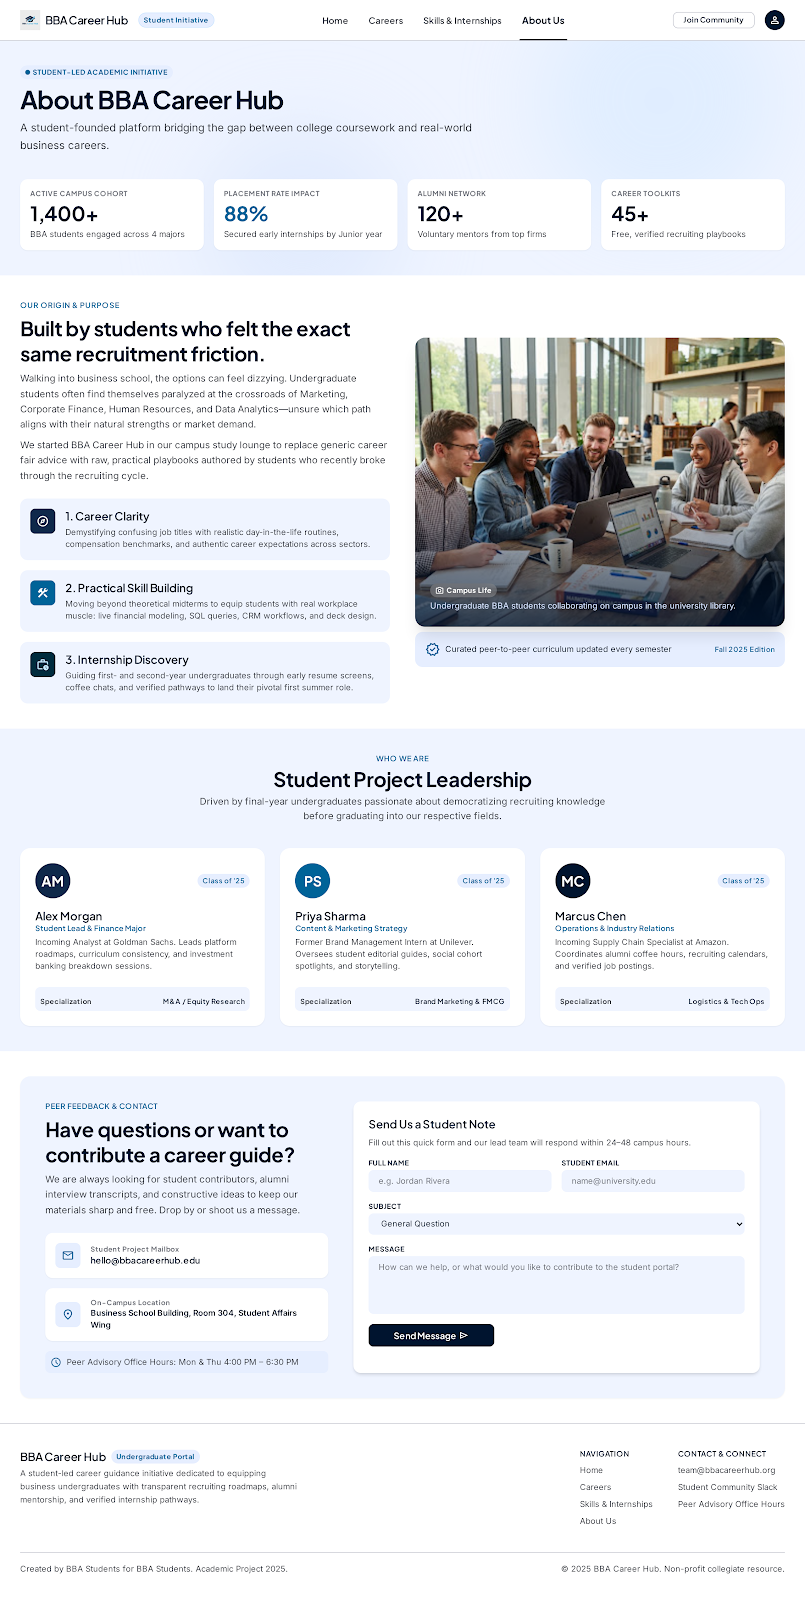 BBA Career Hub
Student Initiative
Home
Careers
Skills & Internships
About Us
Join Community
STUDENT-LED ACADEMIC INITIATIVE
About BBA Career Hub
A student-founded platform bridging the gap between college coursework and real-world
business careers.
ACTIVE CAMPUS COHORT
1,400+
BBA students engaged across 4 majors
PLACEMENT RATE IMPACT
88%
Secured early internships by Junior year
ALUMNI NETWORK
120+
Voluntary mentors from top firms
CAREER TOOLKITS
45+
Free, verified recruiting playbooks
OUR ORIGIN & PURPOSE
Built by students who felt the exact
same recruitment friction.
Walking into business school, the options can feel dizzying. Undergraduate
students often find themselves paralyzed at the crossroads of Marketing,
Corporate Finance, Human Resources, and Data Analytics—unsure which path
aligns with their natural strengths or market demand.
We started BBA Career Hub in our campus study lounge to replace generic career
fair advice with raw, practical playbooks authored by students who recently broke
through the recruiting cycle.
1. Career Clarity
Demystifying confusing job titles with realistic day-in-the-life routines,
compensation benchmarks, and authentic career expectations across sectors.
2. Practical Skill Building
Moving beyond theoretical midterms to equip students with real workplace
muscle: live financial modeling, SQL queries, CRM workflows, and deck design.
3. Internship Discovery
Guiding first- and second-year undergraduates through early resume screens,
coffee chats, and verified pathways to land their pivotal first summer role.
Campus Life
Undergraduate BBA students collaborating on campus in the university library.
Curated peer-to-peer curriculum updated every semester
Fall 2025 Edition
WHO WE ARE
Student Project Leadership
Driven by final-year undergraduates passionate about democratizing recruiting knowledge
before graduating into our respective fields.
AM
Class of '25
Alex Morgan
Student Lead & Finance Major
Incoming Analyst at Goldman Sachs. Leads platform
roadmaps, curriculum consistency, and investment
banking breakdown sessions.
Specialization
M&A / Equity Research
PS
Class of '25
Priya Sharma
Content & Marketing Strategy
Former Brand Management Intern at Unilever.
Oversees student editorial guides, social cohort
spotlights, and storytelling.
Specialization
Brand Marketing & FMCG
MC
Class of '25
Marcus Chen
Operations & Industry Relations
Incoming Supply Chain Specialist at Amazon.
Coordinates alumni coffee hours, recruiting calendars,
and verified job postings.
Specialization
Logistics & Tech Ops
PEER FEEDBACK & CONTACT
Have questions or want to
contribute a career guide?
We are always looking for student contributors, alumni
interview transcripts, and constructive ideas to keep our
materials sharp and free. Drop by or shoot us a message.
Student Project Mailbox
hello@bbacareerhub.edu
On-Campus Location
Business School Building, Room 304, Student Affairs
Wing
Peer Advisory Office Hours: Mon & Thu 4:00 PM – 6:30 PM
Send Us a Student Note
Fill out this quick form and our lead team will respond within 24–48 campus hours.
FULL NAME
STUDENT EMAIL
e.g. Jordan Rivera
name@university.edu
SUBJECT
General Question
MESSAGE
How can we help, or what would you like to contribute to the student portal?
Send Message
BBA Career Hub
Undergraduate Portal
A student-led career guidance initiative dedicated to equipping
business undergraduates with transparent recruiting roadmaps, alumni
mentorship, and verified internship pathways.
NAVIGATION
Home
Careers
Skills & Internships
About Us
CONTACT & CONNECT
team@bbacareerhub.org
Student Community Slack
Peer Advisory Office Hours
Created by BBA Students for BBA Students. Academic Project 2025.
© 2025 BBA Career Hub. Non-profit collegiate resource.